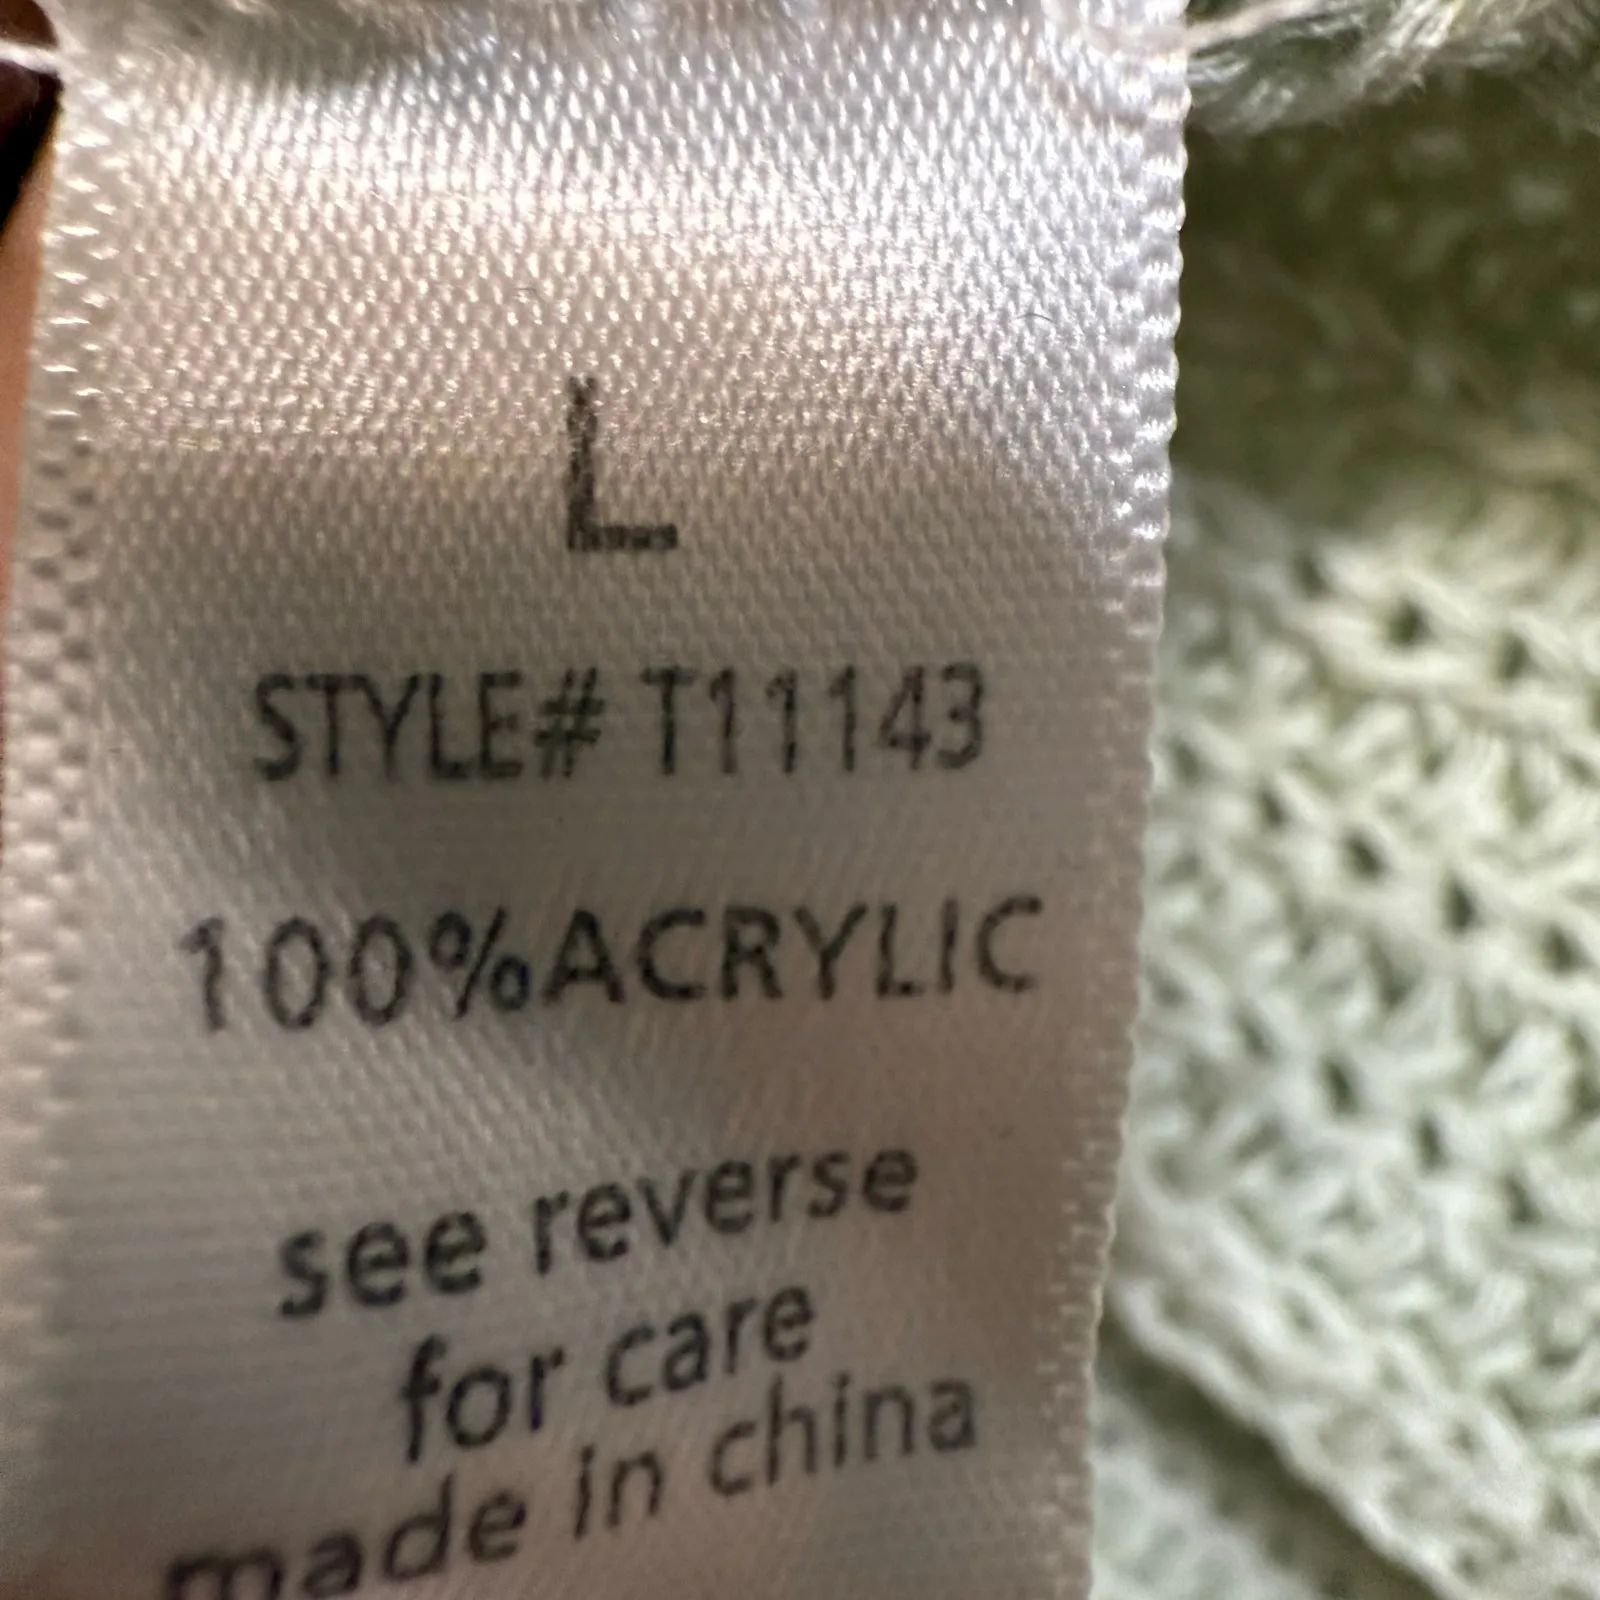 L
STYLE# T11143
100%ACRYLIC
see reverse
for care
made in china